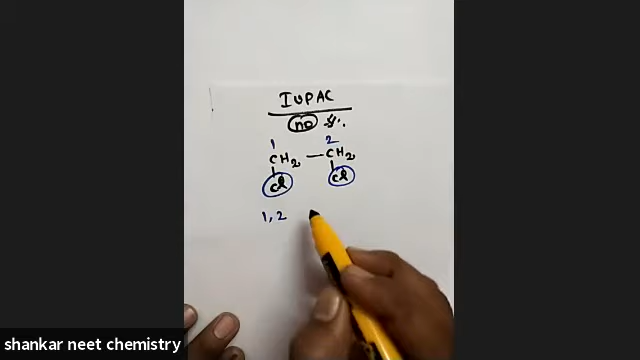 IUPAC
no
1 2
CH2 — CH2
Cl Cl
1, 2
shankar neet chemistry